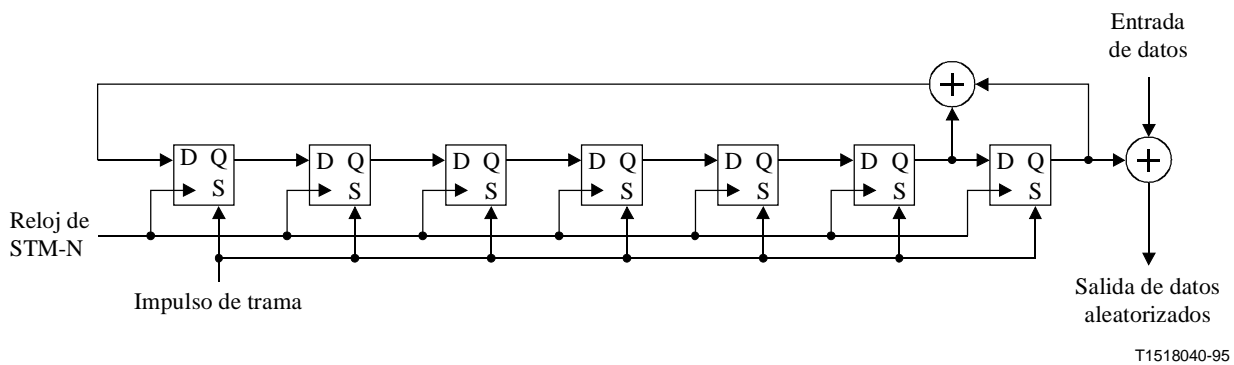 Entrada
de datos
D Q D Q D Q D Q D Q D Q D Q
S S S S S S S
Reloj de
STM-N
Impulso de trama
Salida de datos
aleatorizados
T1518040-95